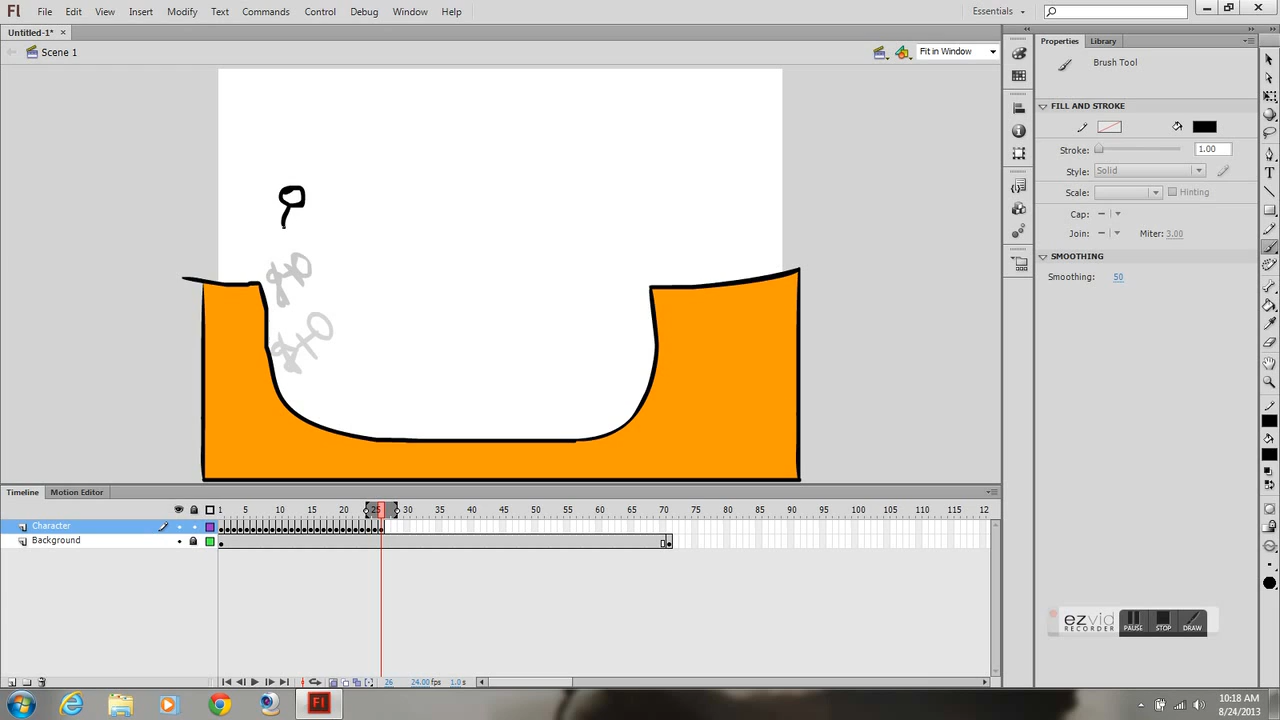 Fl File Edit View Insert Modify Text Commands Control Debug Window Help Essentials
Untitled-1* ×
Scene 1 Fit in Window
Properties Library
Brush Tool
FILL AND STROKE
Stroke: 1.00
Style: Solid
Scale: Hinting
Cap:
Join: Miter: 3.00
SMOOTHING
Smoothing: 50
Timeline Motion Editor
1 5 10 15 20 25 30 35 40 45 50 55 60 65 70 75 80 85 90 95 100 105 110 115 12
Character
Background
ezvid
RECORDER
PAUSE STOP DRAW
26 24.00 fps 1.0 s
Fl
10:18 AM
8/24/2013